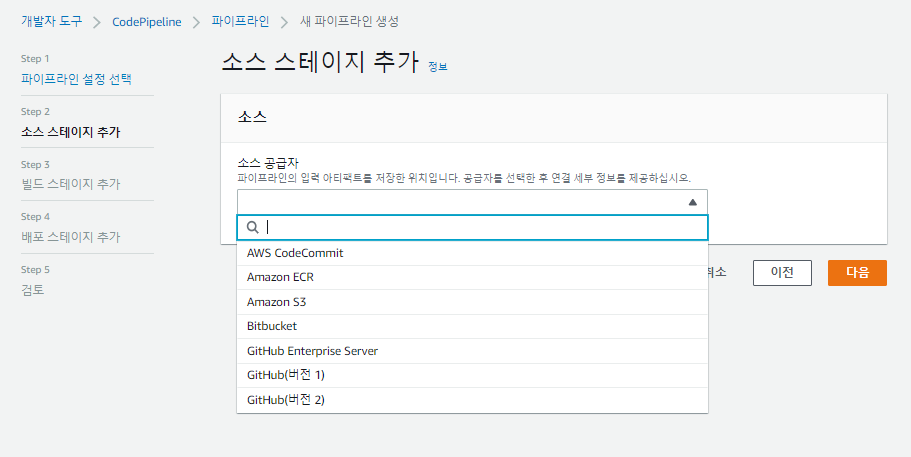 개발자 도구 > CodePipeline > 파이프라인 > 새 파이프라인 생성
Step 1
파이프라인 설정 선택
Step 2
소스 스테이지 추가
Step 3
빌드 스테이지 추가
Step 4
배포 스테이지 추가
Step 5
검토
소스 스테이지 추가 정보
소스
소스 공급자
파이프라인의 입력 아티팩트를 저장한 위치입니다. 공급자를 선택한 후 연결 세부 정보를 제공하십시오.
AWS CodeCommit
Amazon ECR
Amazon S3
Bitbucket
GitHub Enterprise Server
GitHub(버전 1)
GitHub(버전 2)
취소 이전 다음